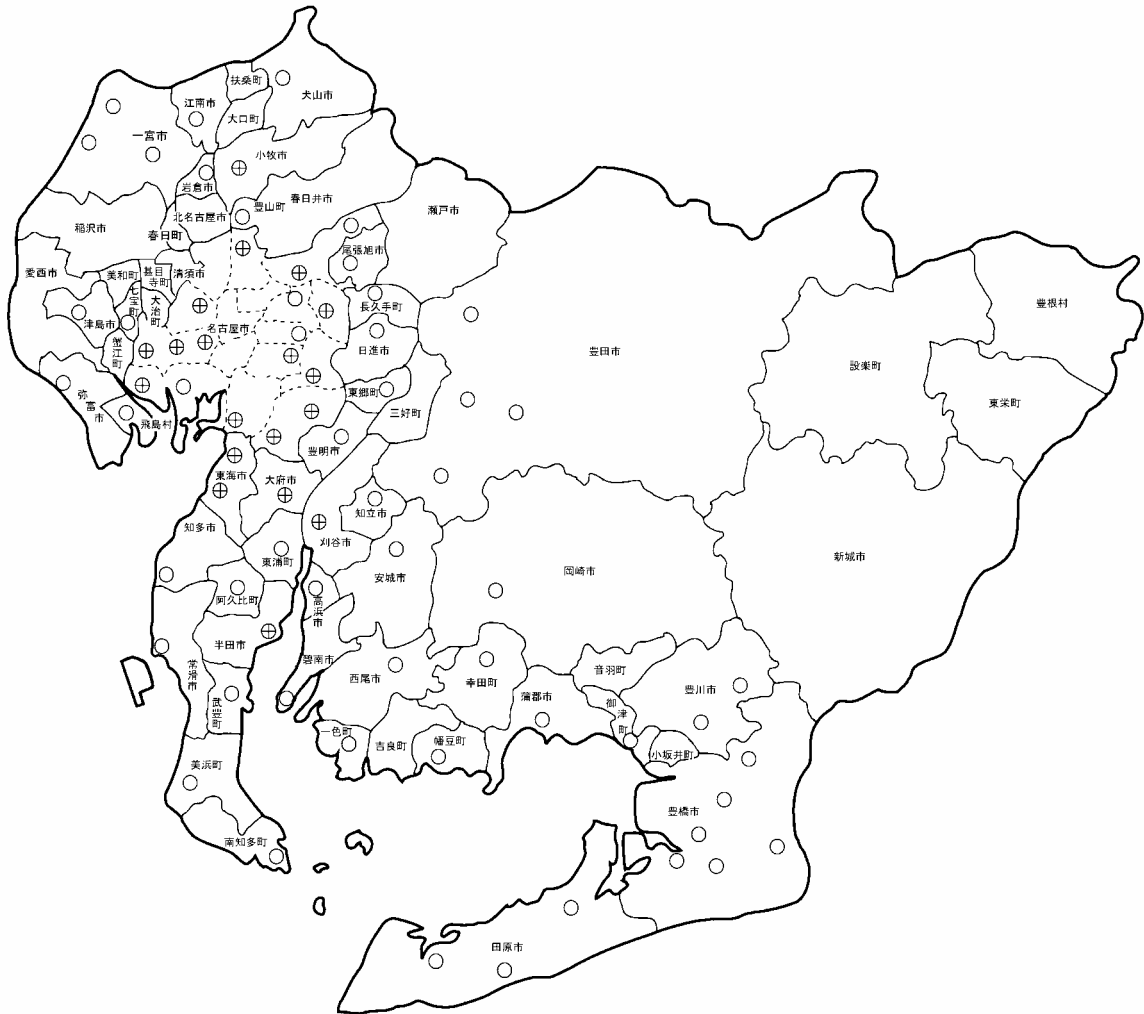 扶桑町
犬山市
江南市
大口町
一宮市
小牧市
岩倉市
春日井市
豊山町
北名古屋市
瀬戸市
稲沢市
春日町
尾張旭市
愛西市
美和町
甚目寺町
清須市
七宝町
大治町
長久手町
豊根村
津島市
名古屋市
蟹江町
日進市
豊田市
設楽町
弥富市
東郷町
東栄町
三好町
飛島村
豊明市
東海市
大府市
知多市
知立市
刈谷市
新城市
東浦町
安城市
岡崎市
阿久比町
高浜市
半田市
碧南市
常滑市
西尾市
幸田町
音羽町
豊川市
武豊町
蒲郡市
御津町
一色町
吉良町
幡豆町
小坂井町
美浜町
豊橋市
南知多町
田原市